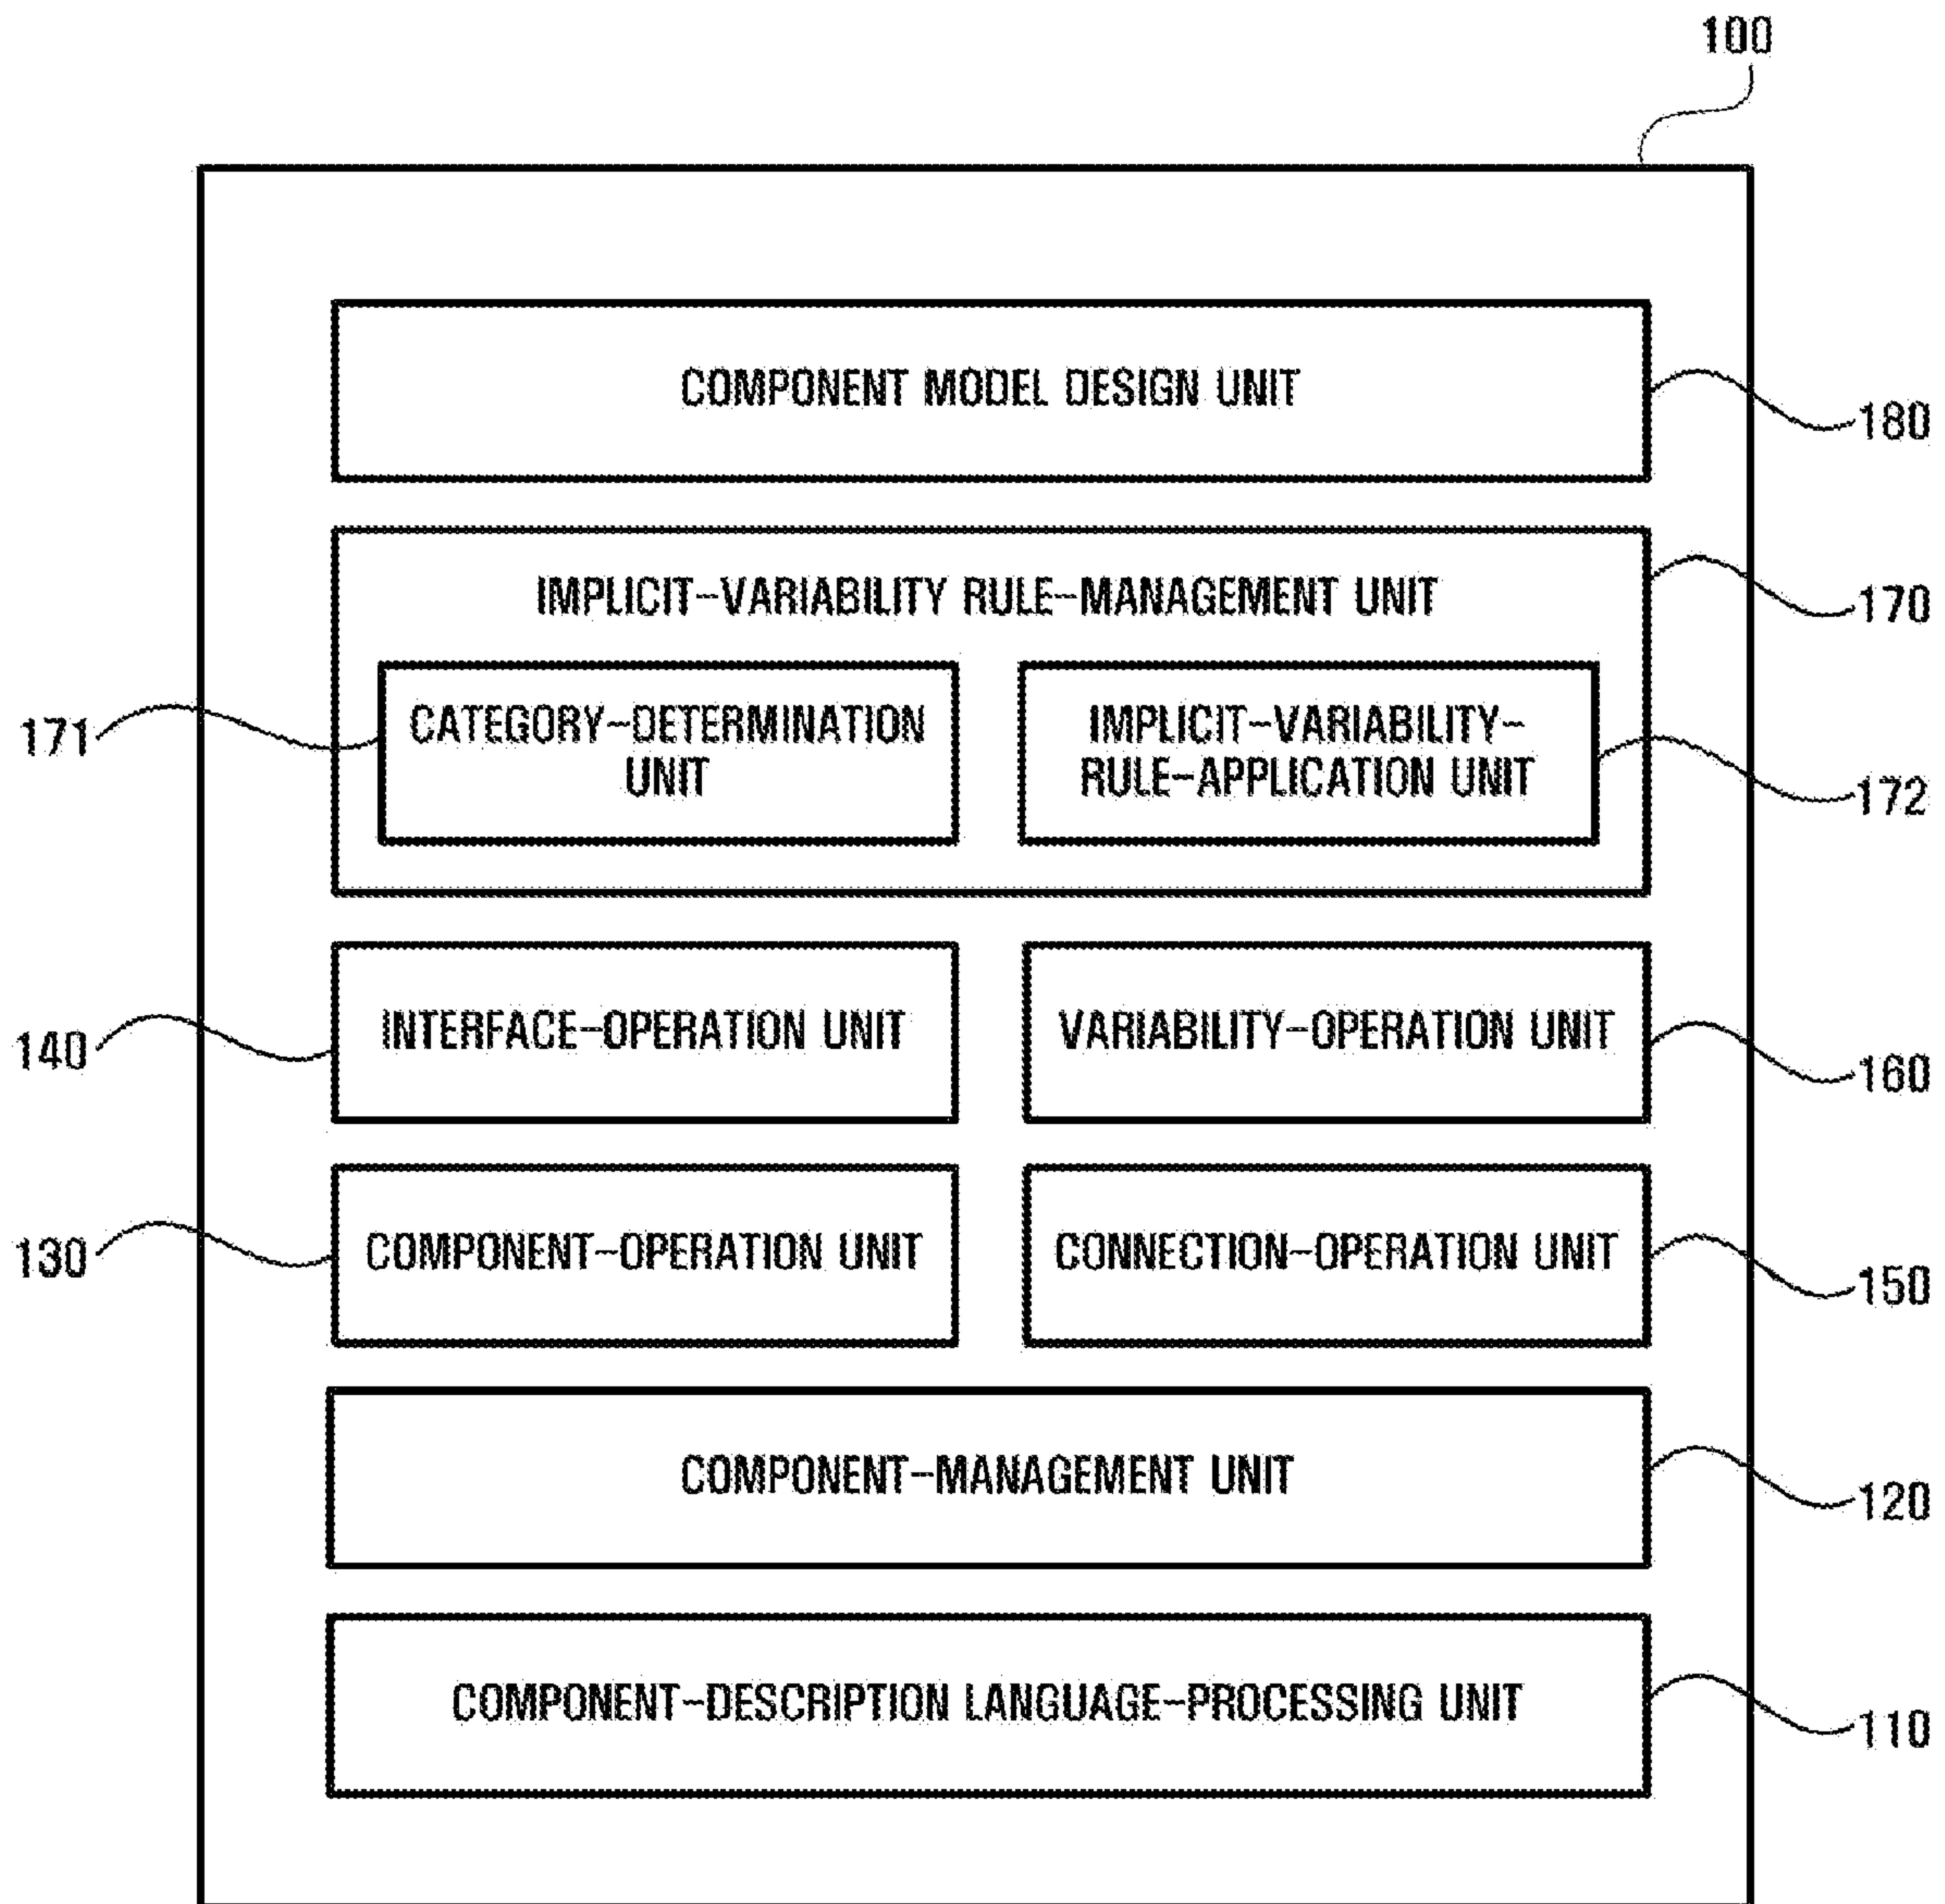 100
COMPONENT MODEL DESIGN UNIT
180
IMPLICIT-VARIABILITY RULE-MANAGEMENT UNIT
170
171
CATEGORY-DETERMINATION
UNIT
IMPLICIT-VARIABILITY-
RULE-APPLICATION UNIT
172
140
INTERFACE-OPERATION UNIT
VARIABILITY-OPERATION UNIT
160
130
COMPONENT-OPERATION UNIT
CONNECTION-OPERATION UNIT
150
COMPONENT-MANAGEMENT UNIT
120
COMPONENT-DESCRIPTION LANGUAGE-PROCESSING UNIT
110